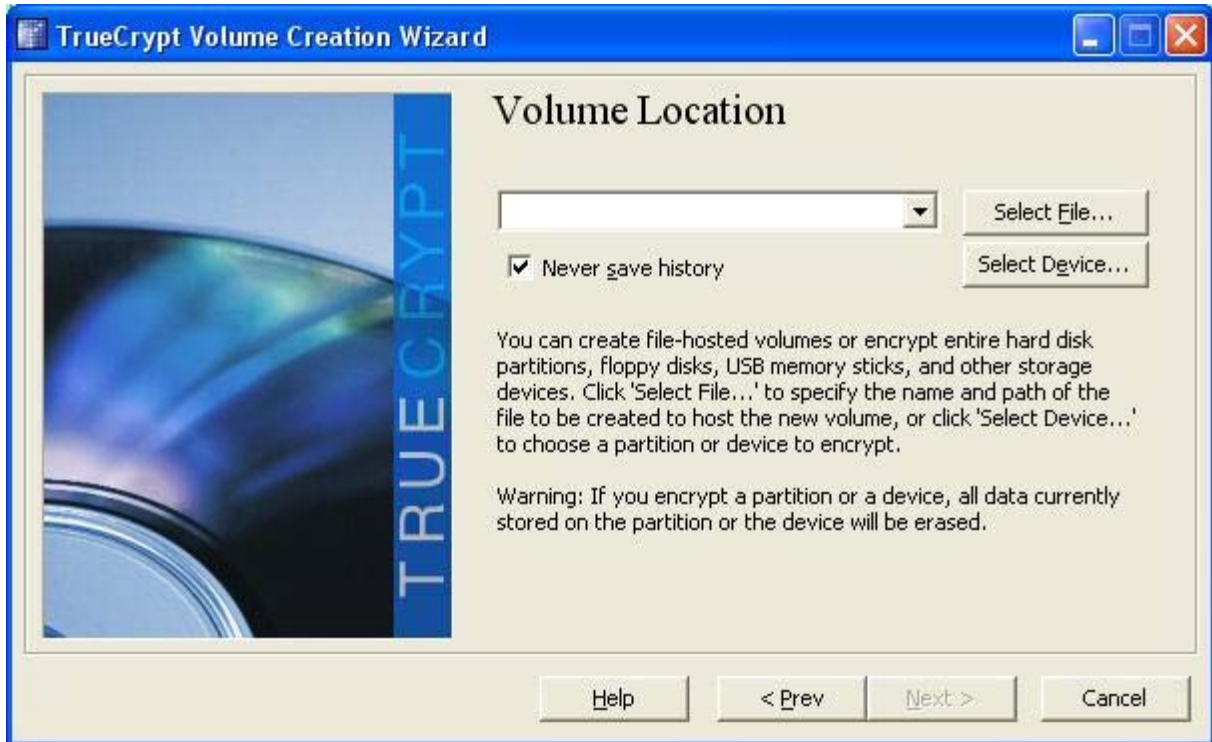 TrueCrypt Volume Creation Wizard
TRUECRYPT
Volume Location
Select File...
Never save history
Select Device...
You can create file-hosted volumes or encrypt entire hard disk
partitions, floppy disks, USB memory sticks, and other storage
devices. Click 'Select File...' to specify the name and path of the
file to be created to host the new volume, or click 'Select Device...'
to choose a partition or device to encrypt.
Warning: If you encrypt a partition or a device, all data currently
stored on the partition or the device will be erased.
Help
< Prev
Next >
Cancel